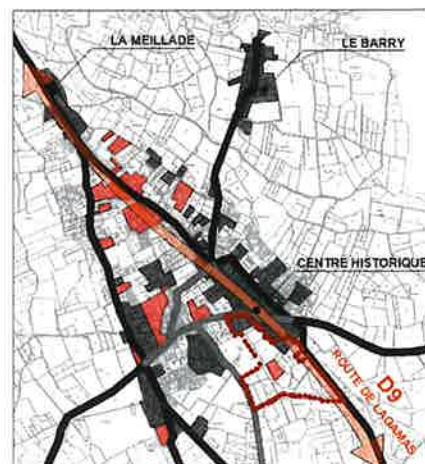 LA MEILLADE
LE BARRY
CENTRE HISTORIQUE
D9
ROUTE DE LAGAMAS